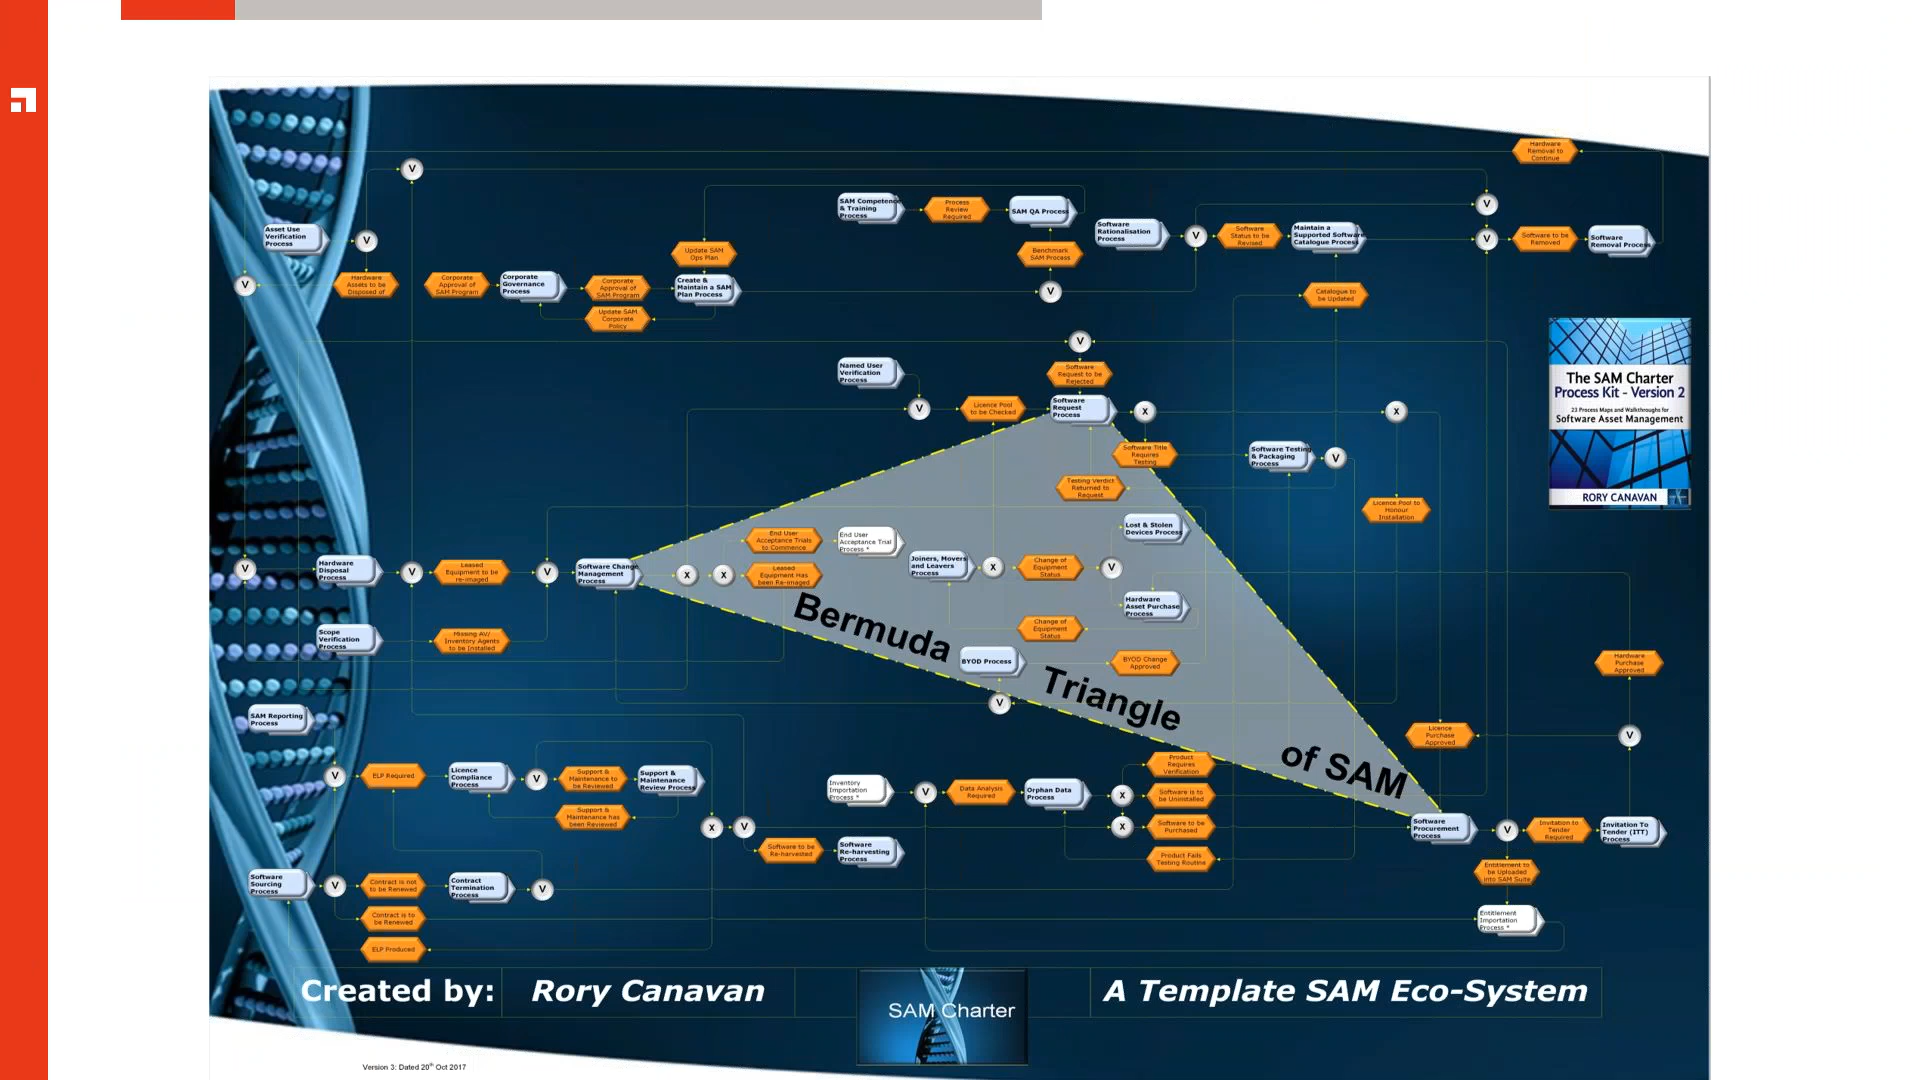 Hardware
Removal to
Continue
V
SAM Competence
& Training
Process
Process
Review
Required
SAM QA Process
V
Asset Use
Verification
Process
V
Software
Rationalisation
Process
V
Software
Status to be
Revised
Maintain a
Supported Software
Catalogue Process
V
Software to be
Removed
Software
Removal Process
Update SAM
Ops Plan
Benchmark
SAM Process
V
Hardware
Assets to be
Disposed of
Corporate
Approval of
SAM Program
Corporate
Governance
Process
Corporate
Approval of
SAM Program
Create &
Maintain a SAM
Plan Process
V
Catalogue to
be Updated
Update SAM
Corporate
Policy
V
Named User
Verification
Process
Software
Request to be
Rejected
The SAM Charter
Process Kit - Version 2
23 Process Maps and Walkthroughs for
Software Asset Management
RORY CANAVAN
V
Licence Pool
to be Checked
Software
Request
Process
X
X
Software Title
Requires
Testing
Software Testing
& Packaging
Process
V
Testing Verdict
Returned to
Request
Licence Pool to
Honour
Installation
End User
Acceptance Trials
to Commence
End User
Acceptance Trial
Process *
Lost & Stolen
Devices Process
V
Hardware
Disposal
Process
V
Leased
Equipment to be
re-imaged
V
Software Change
Management
Process
X
X
Leased
Equipment Has
been Re-imaged
Joiners, Movers
and Leavers
Process
X
Change of
Equipment
Status
V
Hardware
Asset Purchase
Process
Change of
Equipment
Status
Scope
Verification
Process
Missing AV/
Inventory Agents
to be Installed
BYOD Process
BYOD Change
Approved
Hardware
Purchase
Approved
V
Bermuda
Triangle
of SAM
SAM Reporting
Process
Licence
Purchase
Approved
V
V
ELP Required
Licence
Compliance
Process
V
Support &
Maintenance to
be Reviewed
Support &
Maintenance
Review Process
Support &
Maintenance has
been Reviewed
Inventory
Importation
Process *
V
Data Analysis
Required
Orphan Data
Process
X
X
Product
Requires
Verification
Software is to
be Uninstalled
Software to be
Purchased
Product Fails
Testing Routine
X
V
Software to be
Re-harvested
Software
Re-harvesting
Process
Software
Procurement
Process
V
Invitation to
Tender
Required
Invitation To
Tender (ITT)
Process
Entitlement to
be Uploaded
into SAM Suite
Entitlement
Importation
Process *
Software
Sourcing
Process
V
Contract is not
to be Renewed
Contract
Termination
Process
V
Contract is to
be Renewed
ELP Produced
Created by: Rory Canavan
SAM Charter
A Template SAM Eco-System
Version 3: Dated 20th Oct 2017